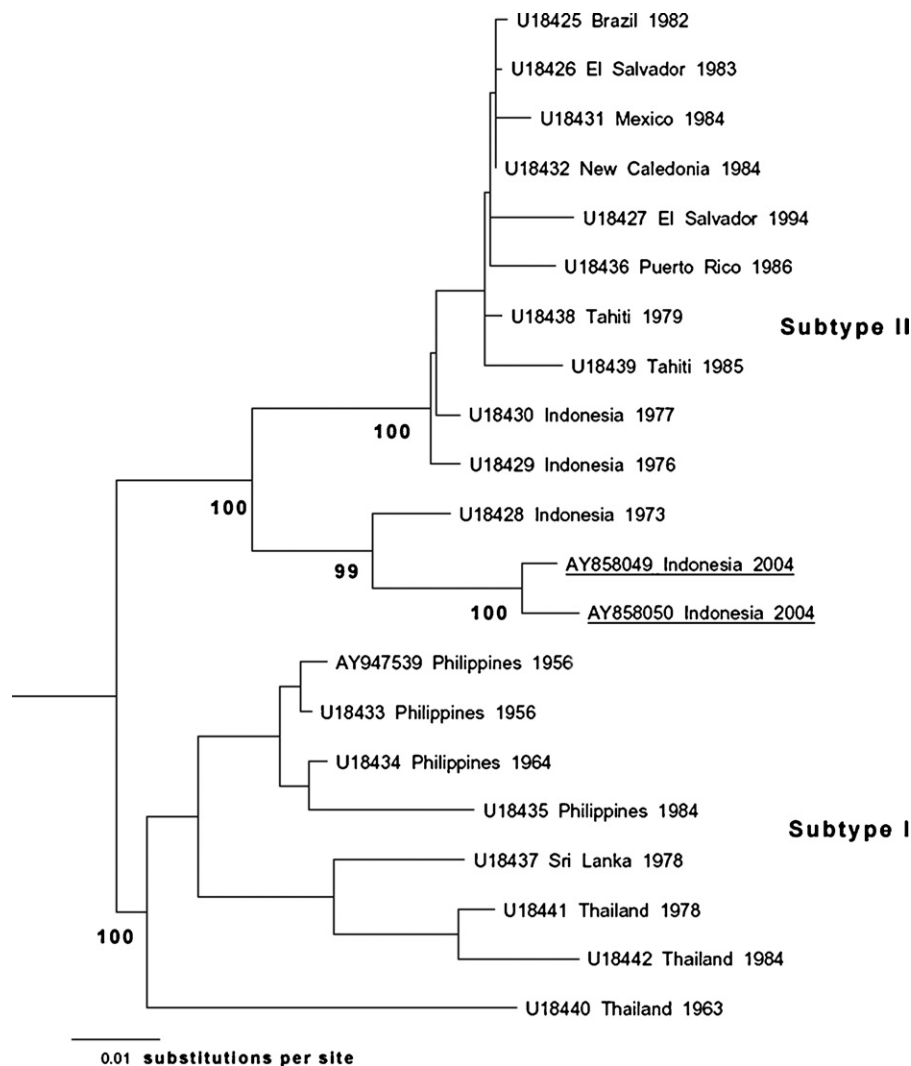 U18425 Brazil 1982
U18426 El Salvador 1983
U18431 Mexico 1984
U18432 New Caledonia 1984
U18427 El Salvador 1994
U18436 Puerto Rico 1986
U18438 Tahiti 1979
Subtype II
U18439 Tahiti 1985
U18430 Indonesia 1977
100
U18429 Indonesia 1976
100
U18428 Indonesia 1973
AY858049 Indonesia 2004
99
AY858050 Indonesia 2004
100
AY947539 Philippines 1956
U18433 Philippines 1956
U18434 Philippines 1964
U18435 Philippines 1984
Subtype I
U18437 Sri Lanka 1978
U18441 Thailand 1978
100
U18442 Thailand 1984
U18440 Thailand 1963
0.01 substitutions per site